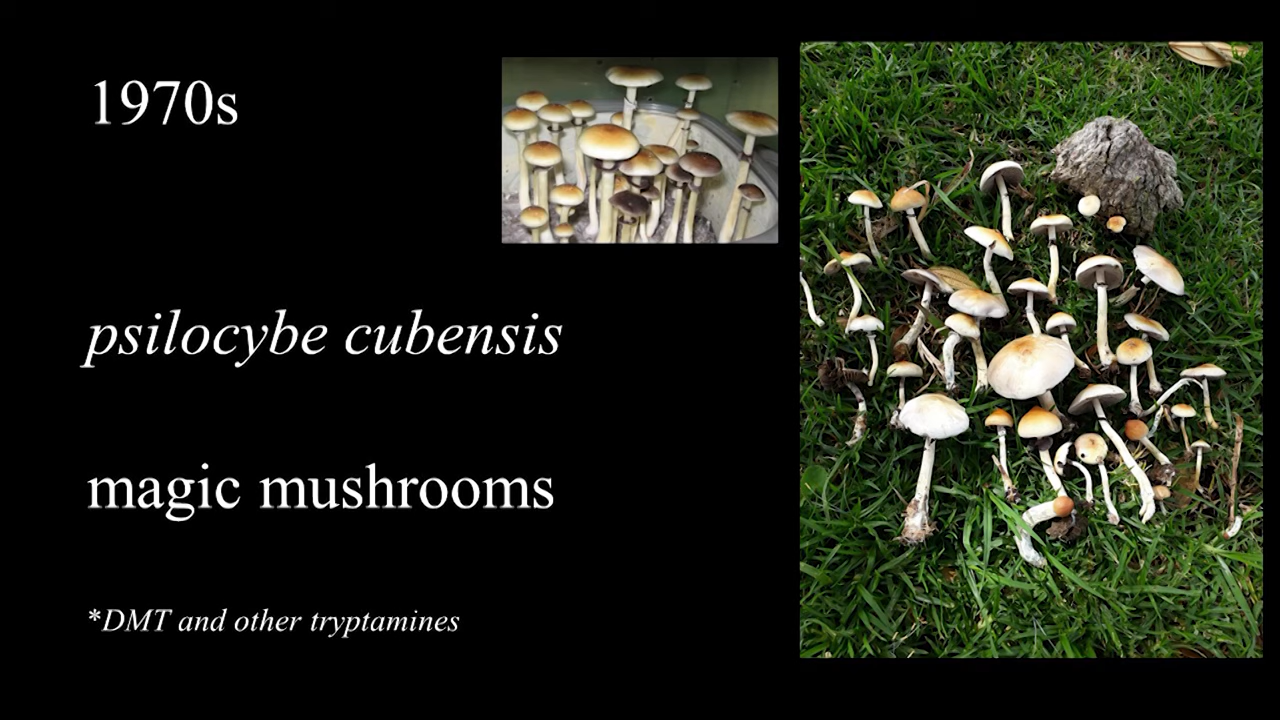 1970s
psilocybe cubensis
magic mushrooms
*DMT and other tryptamines